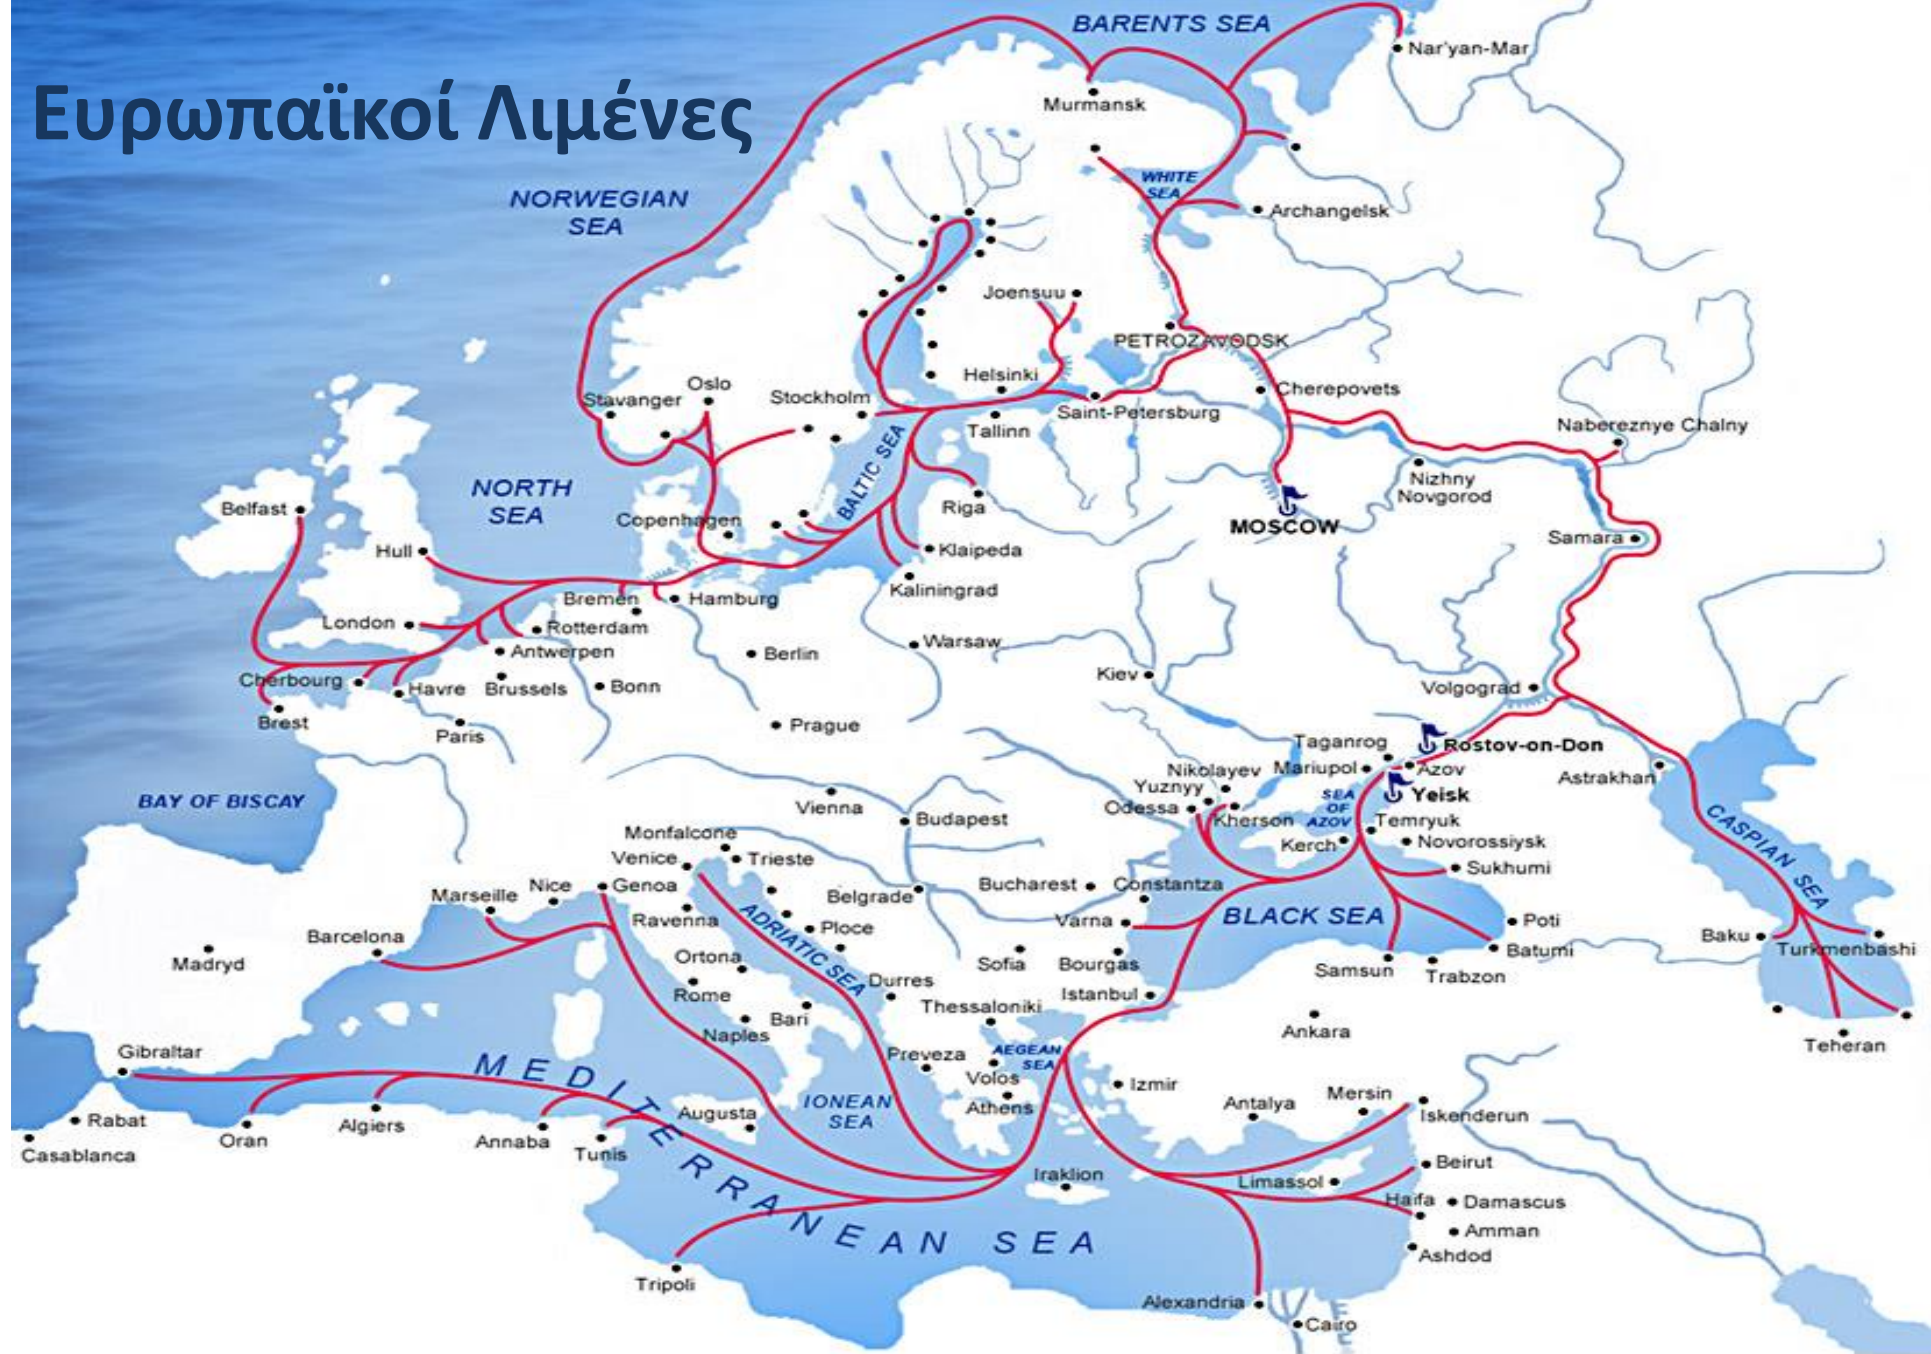 Ευρωπαϊκοί Λιμένες
BARENTS SEA
Nar'yan-Mar
Murmansk
WHITE
SEA
NORWEGIAN
SEA
Archangelsk
Joensuu
PETROZAVODSK
Helsinki
Oslo
Stavanger
Stockholm
Cherepovets
Saint-Petersburg
Tallinn
Nabereznye Chalny
BALTIC SEA
NORTH
SEA
Nizhny
Novgorod
Belfast
Riga
Copenhagen
MOSCOW
Samara
Hull
Klaipeda
Kaliningrad
Bremen
Hamburg
London
Rotterdam
Antwerpen
Berlin
Warsaw
Kiev
Cherbourg
Havre
Brussels
Bonn
Volgograd
Brest
Paris
Prague
Taganrog
Rostov-on-Don
Nikolayev
Mariupol
Azov
Astrakhan
Yuznyy
SEA
OF
AZOV
Yeisk
BAY OF BISCAY
Vienna
Odessa
Kherson
Temryuk
Budapest
Monfalcone
Kerch
Novorossiysk
CASPIAN SEA
Venice
Trieste
Sukhumi
Marseille
Nice
Genoa
Belgrade
Bucharest
Constantza
Ravenna
ADRIATIC SEA
Ploce
Varna
BLACK SEA
Poti
Barcelona
Baku
Turkmenbashi
Madryd
Ortona
Sofia
Bourgas
Batumi
Samsun
Trabzon
Rome
Durres
Istanbul
Thessaloniki
Naples
Bari
Ankara
Teheran
Gibraltar
Preveza
AEGEAN
SEA
MEDITERRANEAN SEA
Volos
Izmir
Athens
IONEAN
SEA
Augusta
Antalya
Mersin
Iskenderun
Rabat
Oran
Algiers
Annaba
Tunis
Casablanca
Iraklion
Limassol
Beirut
Haifa
Damascus
Amman
Ashdod
Tripoli
Alexandria
Cairo